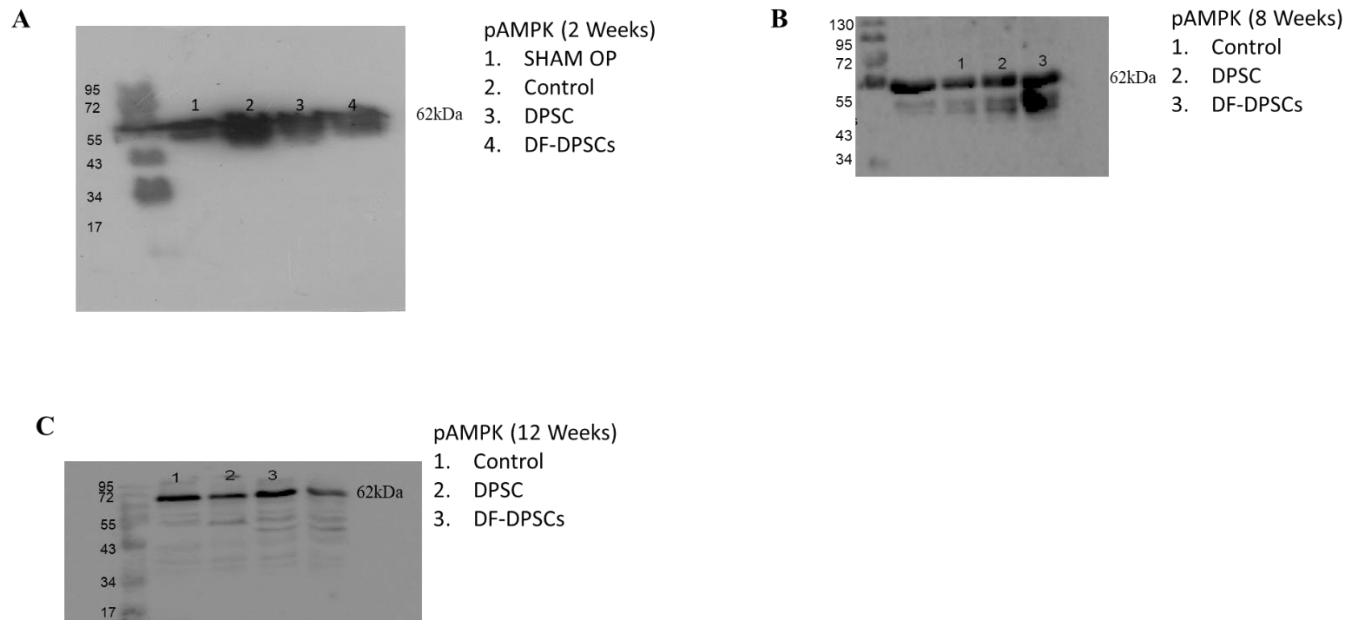 A
95
72
55
43
34
17
1 2 3 4
62kDa
pAMPK (2 Weeks)
1. SHAM OP
2. Control
3. DPSC
4. DF-DPSCs
B
130
95
72
55
43
34
1 2 3
62kDa
pAMPK (8 Weeks)
1. Control
2. DPSC
3. DF-DPSCs
C
95
72
55
43
34
17
1 2 3
62kDa
pAMPK (12 Weeks)
1. Control
2. DPSC
3. DF-DPSCs